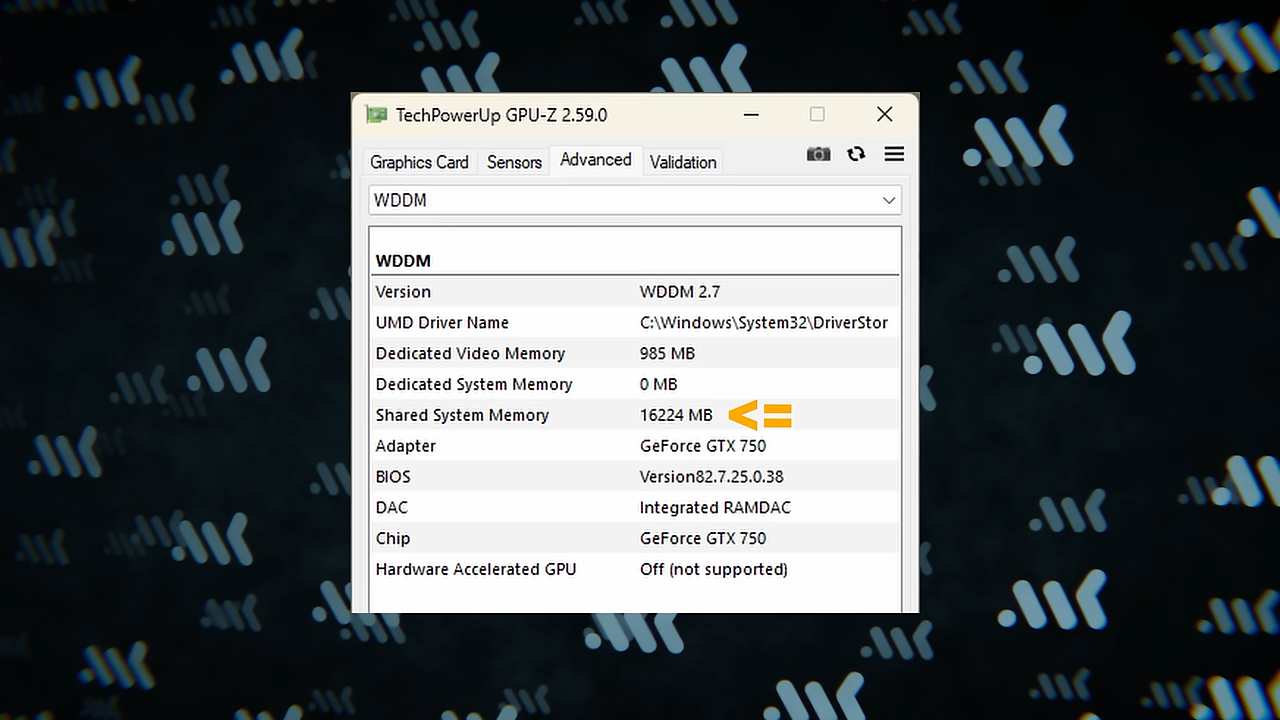 TechPowerUp GPU-Z 2.59.0
Graphics Card Sensors Advanced Validation
WDDM
WDDM
Version WDDM 2.7
UMD Driver Name C:\Windows\System32\DriverStor
Dedicated Video Memory 985 MB
Dedicated System Memory 0 MB
Shared System Memory 16224 MB <=
Adapter GeForce GTX 750
BIOS Version82.7.25.0.38
DAC Integrated RAMDAC
Chip GeForce GTX 750
Hardware Accelerated GPU Off (not supported)